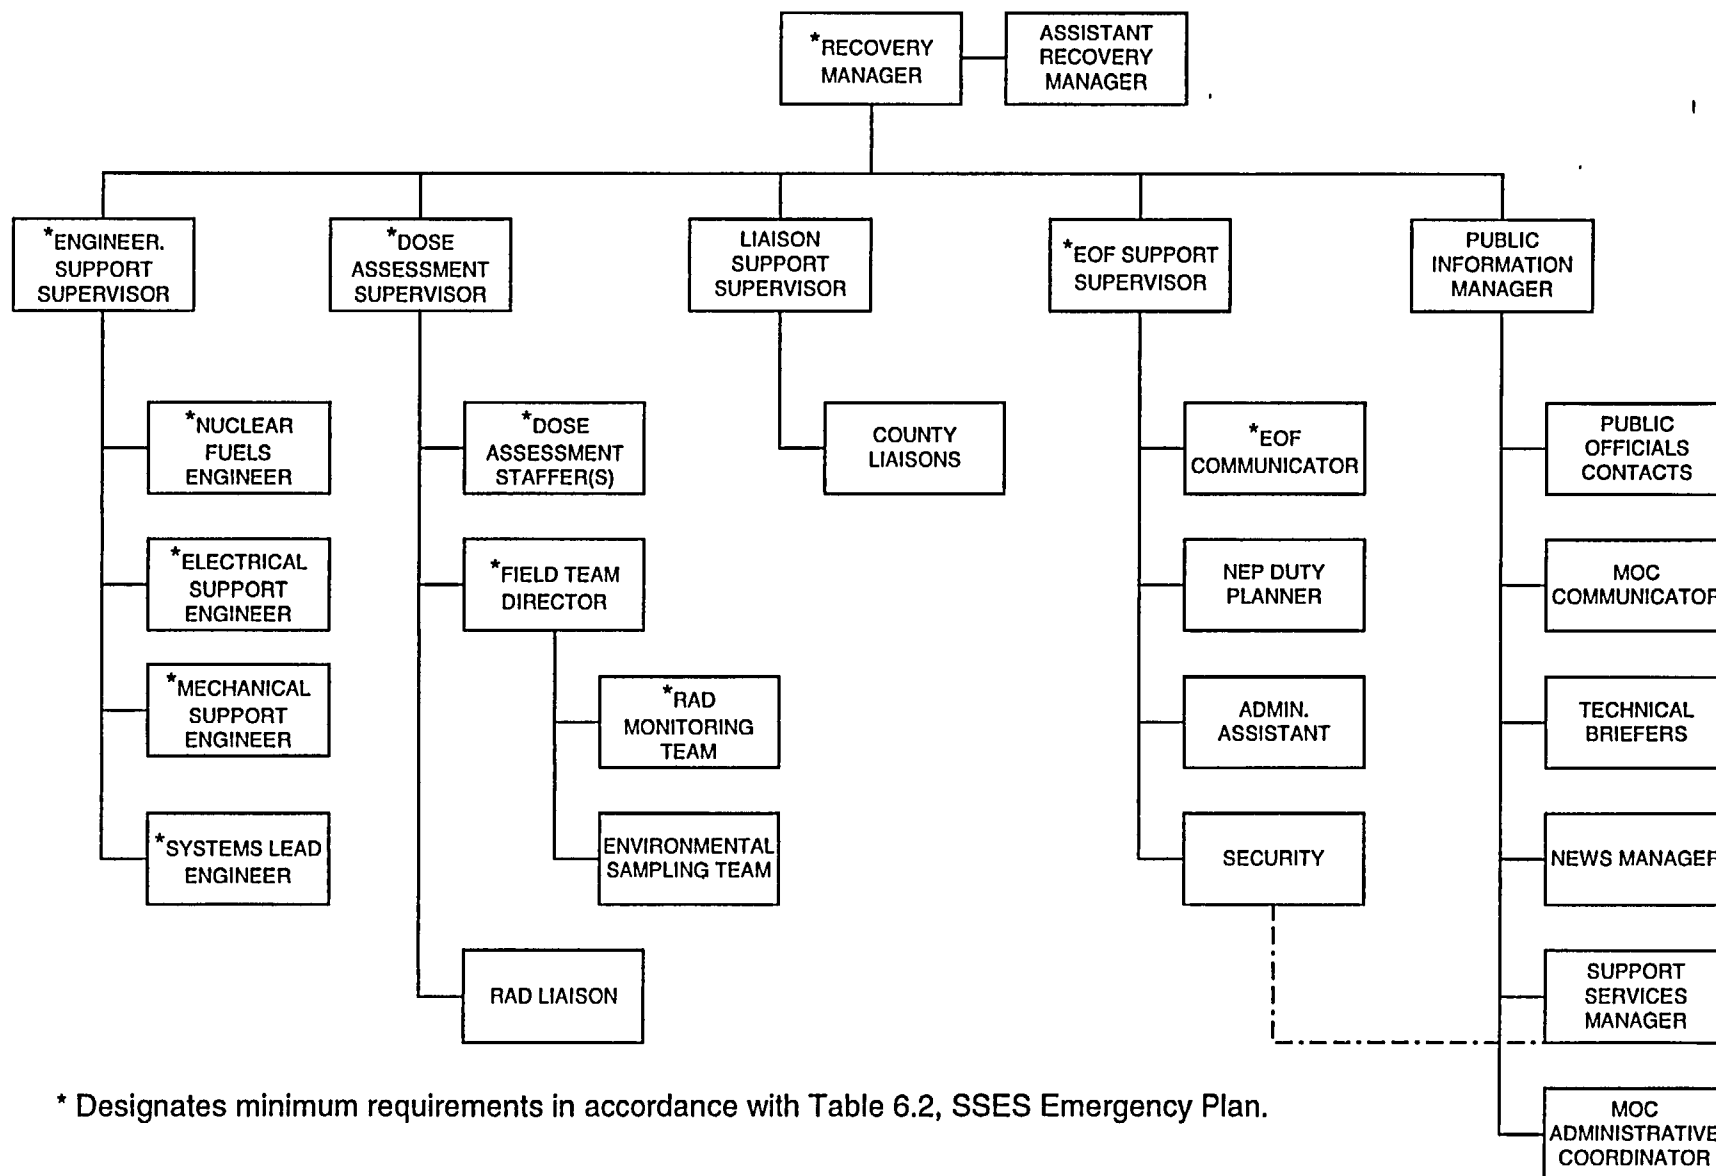 *RECOVERY
MANAGER
ASSISTANT
RECOVERY
MANAGER
*ENGINEER.
SUPPORT
SUPERVISOR
*DOSE
ASSESSMENT
SUPERVISOR
LIAISON
SUPPORT
SUPERVISOR
*EOF SUPPORT
SUPERVISOR
PUBLIC
INFORMATION
MANAGER
*NUCLEAR
FUELS
ENGINEER
*ELECTRICAL
SUPPORT
ENGINEER
*MECHANICAL
SUPPORT
ENGINEER
*SYSTEMS LEAD
ENGINEER
*DOSE
ASSESSMENT
STAFFER(S)
*FIELD TEAM
DIRECTOR
*RAD
MONITORING
TEAM
ENVIRONMENTAL
SAMPLING TEAM
RAD LIAISON
COUNTY
LIAISONS
*EOF
COMMUNICATOR
NEP DUTY
PLANNER
ADMIN.
ASSISTANT
SECURITY
PUBLIC
OFFICIALS
CONTACTS
MOC
COMMUNICATOR
TECHNICAL
BRIEFERS
NEWS MANAGER
SUPPORT
SERVICES
MANAGER
MOC
ADMINISTRATIVE
COORDINATOR
* Designates minimum requirements in accordance with Table 6.2, SSES Emergency Plan.